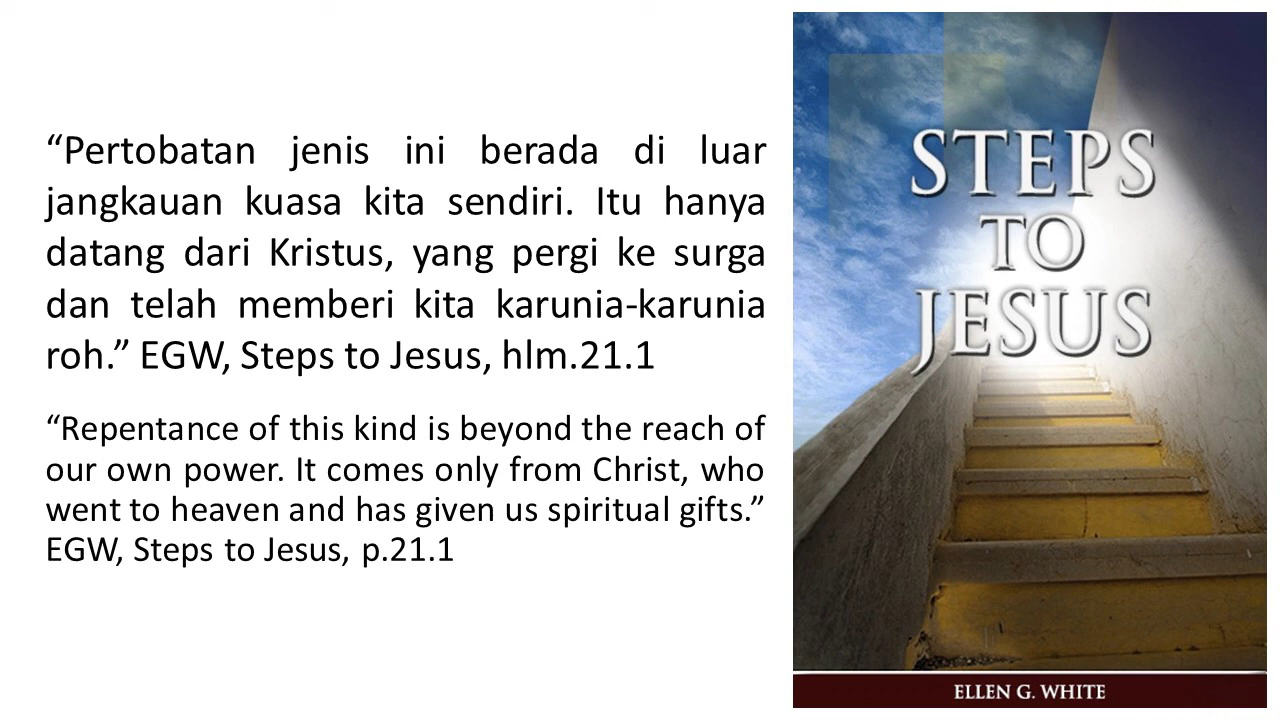 “Pertobatan jenis ini berada di luar
jangkauan kuasa kita sendiri. Itu hanya
datang dari Kristus, yang pergi ke surga
dan telah memberi kita karunia-karunia
roh.” EGW, Steps to Jesus, hlm.21.1
“Repentance of this kind is beyond the reach of
our own power. It comes only from Christ, who
went to heaven and has given us spiritual gifts.”
EGW, Steps to Jesus, p.21.1
STEPS
TO
JESUS
ELLEN G. WHITE